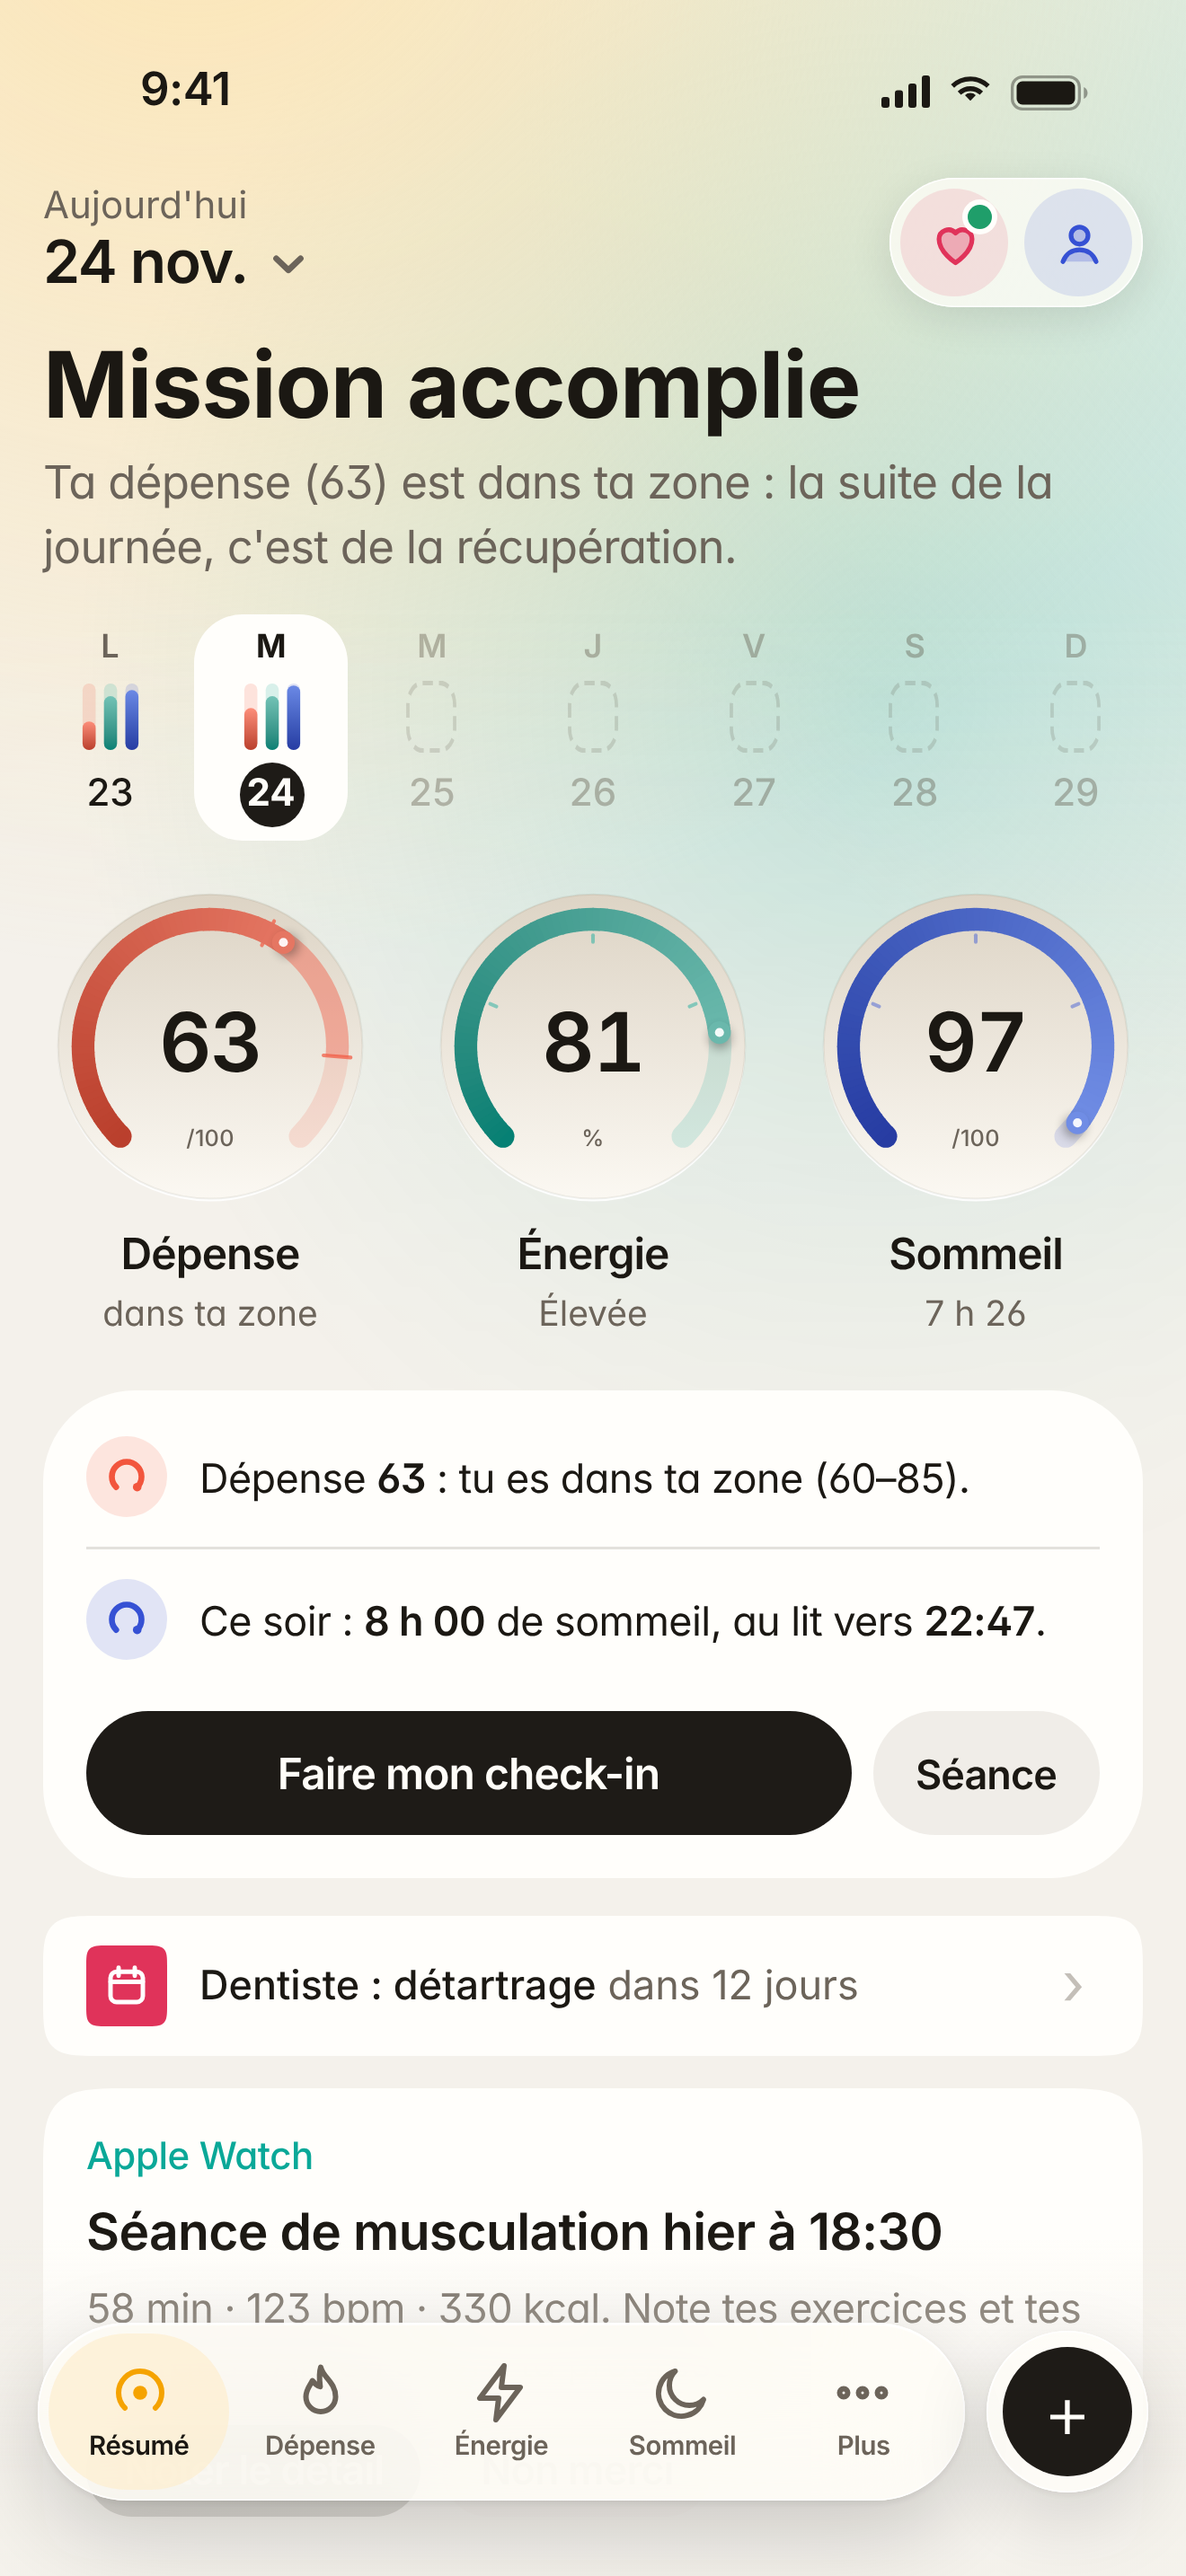 9:41
Aujourd'hui
24 nov.
Mission accomplie
Ta dépense (63) est dans ta zone : la suite de la
journée, c'est de la récupération.
L M M J V S D
23 24 25 26 27 28 29
63 81 97
/100 % /100
Dépense Énergie Sommeil
dans ta zone Élevée 7 h 26
Dépense 63 : tu es dans ta zone (60–85).
Ce soir : 8 h 00 de sommeil, au lit vers 22:47.
Faire mon check-in Séance
Dentiste : détartrage dans 12 jours
Apple Watch
Séance de musculation hier à 18:30
58 min · 123 bpm · 330 kcal. Note tes exercices et tes
Résumé Dépense Énergie Sommeil Plus